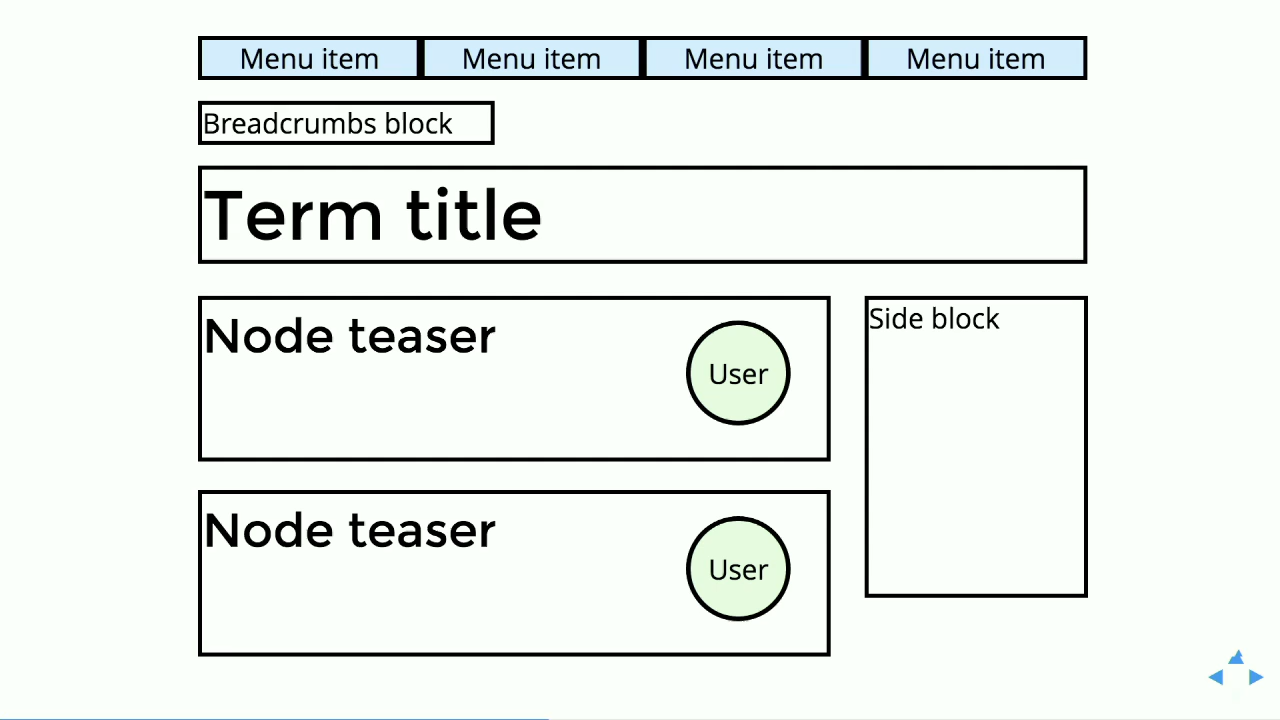 Menu item Menu item Menu item Menu item
Breadcrumbs block
Term title
Node teaser
User
Side block
Node teaser
User